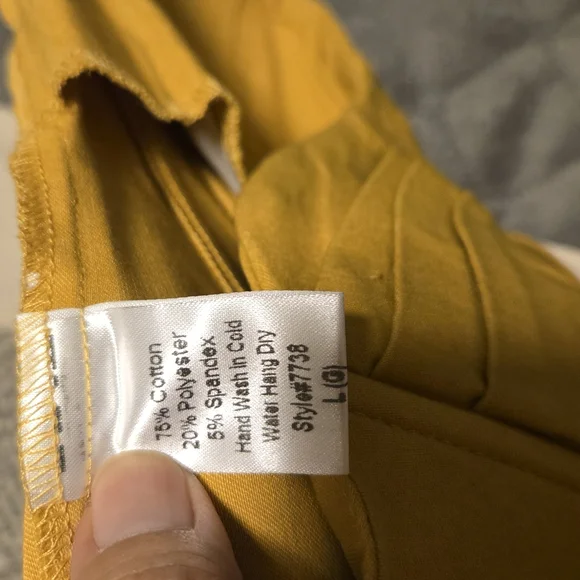 75% Cotton
20% Polyester
5% Spandex
Hand Wash In Cold
Water Hang Dry
Style#7738
L (G)